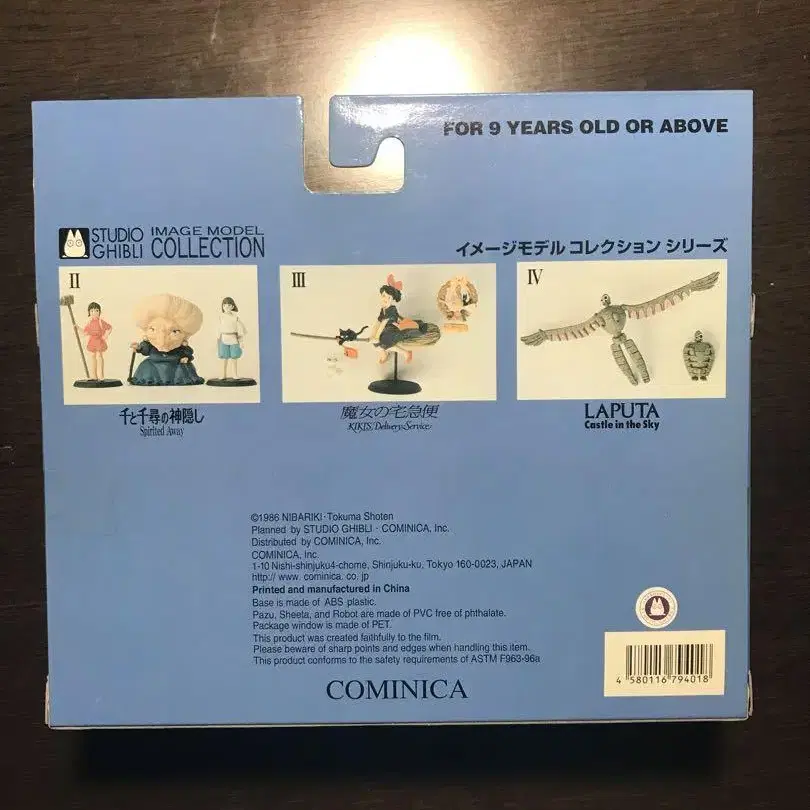 FOR 9 YEARS OLD OR ABOVE
STUDIO GHIBLI IMAGE MODEL COLLECTION
イメージモデル コレクション シリーズ
II
III
IV
千と千尋の神隠し
Spirited Away
魔女の宅急便
KIKI'S Delivery Service
LAPUTA
Castle in the Sky
©1986 NIBARIKI・Tokuma Shoten
Planned by STUDIO GHIBLI・COMINICA, Inc.
Distributed by COMINICA, Inc.
COMINICA, Inc.
1-10 Nishi-shinjuku4-chome, Shinjuku-ku, Tokyo 160-0023, JAPAN
http:// www. cominica. co. jp
Printed and manufactured in China
Base is made of ABS plastic.
Pazu, Sheeta, and Robot are made of PVC free of phthalate.
Package window is made of PET.
This product was created faithfully to the film.
Please beware of sharp points and edges when handling this item.
This product conforms to the safety requirements of ASTM F963-96a
4 580116 794018
COMINICA